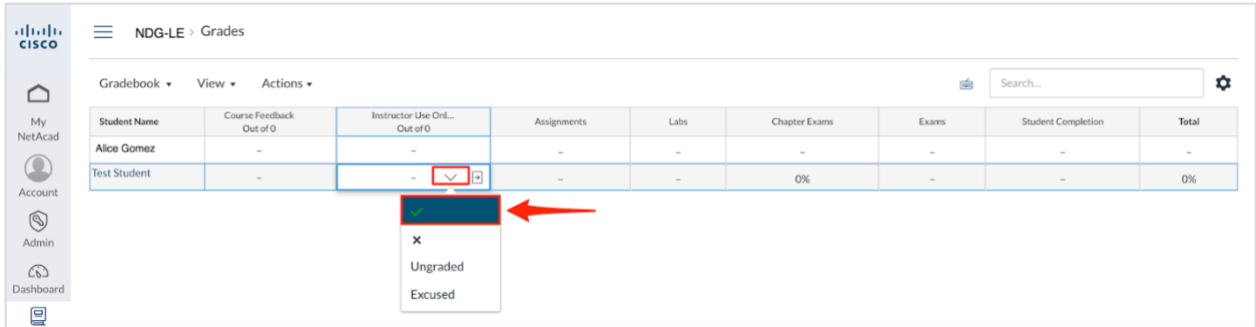 CISCO
NDG-LE > Grades
Gradebook View Actions
Search...
My
NetAcad
Account
Admin
Dashboard
Student Name
Course Feedback
Out of 0
Instructor Use Onl...
Out of 0
Assignments
Labs
Chapter Exams
Exams
Student Completion
Total
Alice Gomez – – – – – – – –
Test Student – – – – 0% – – 0%
Ungraded
Excused